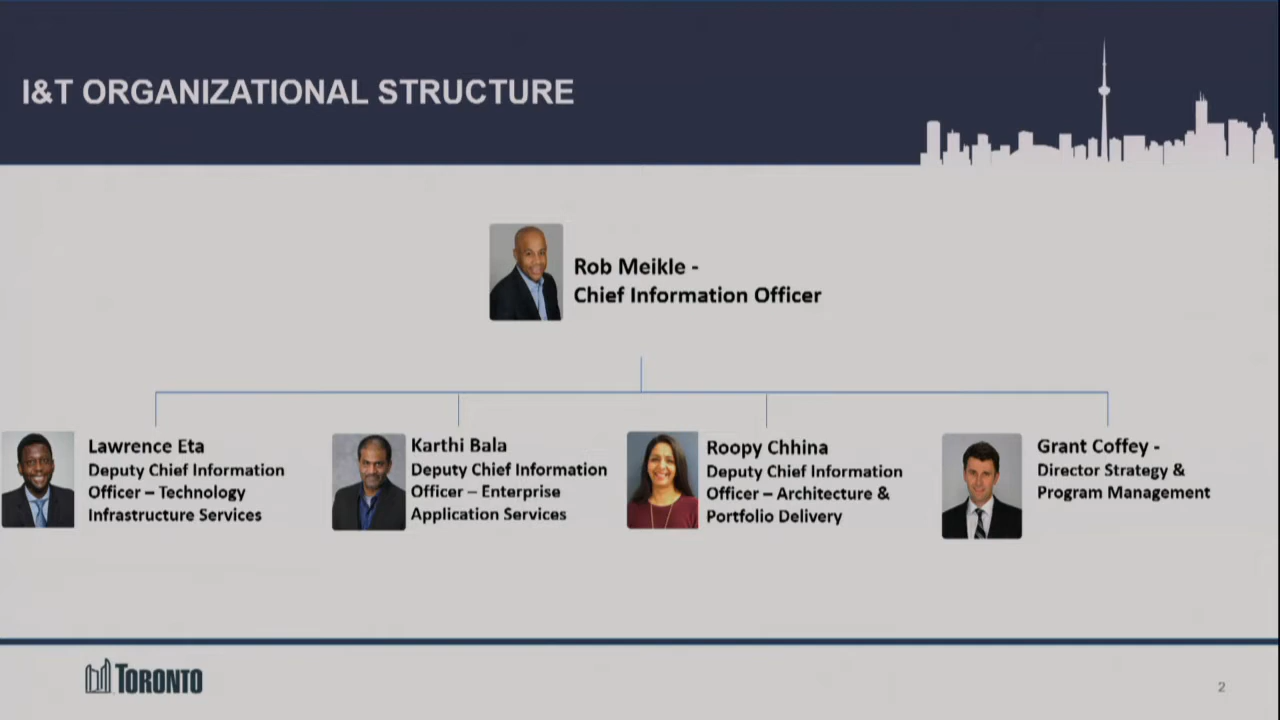 I&T ORGANIZATIONAL STRUCTURE
Rob Meikle -
Chief Information Officer
Lawrence Eta
Deputy Chief Information
Officer – Technology
Infrastructure Services
Karthi Bala
Deputy Chief Information
Officer – Enterprise
Application Services
Roopy Chhina
Deputy Chief Information
Officer – Architecture &
Portfolio Delivery
Grant Coffey -
Director Strategy &
Program Management
TORONTO
2